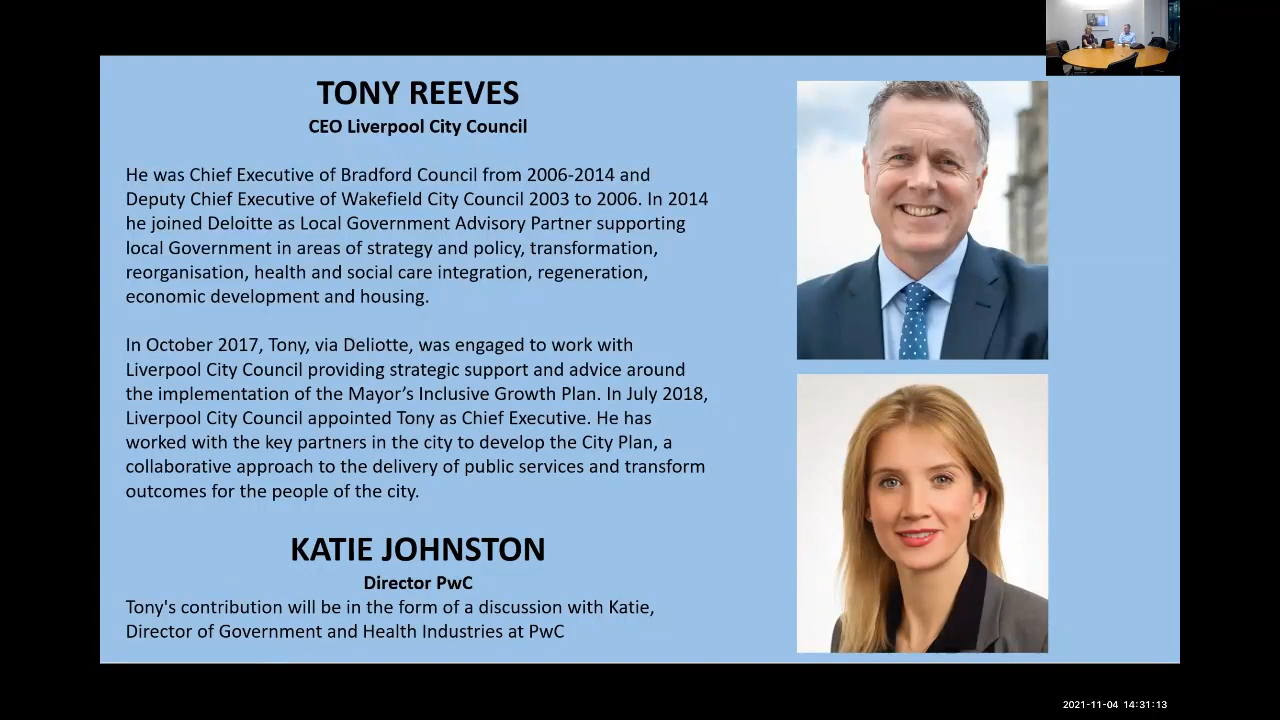 TONY REEVES
CEO Liverpool City Council
He was Chief Executive of Bradford Council from 2006-2014 and
Deputy Chief Executive of Wakefield City Council 2003 to 2006. In 2014
he joined Deloitte as Local Government Advisory Partner supporting
local Government in areas of strategy and policy, transformation,
reorganisation, health and social care integration, regeneration,
economic development and housing.
In October 2017, Tony, via Deliotte, was engaged to work with
Liverpool City Council providing strategic support and advice around
the implementation of the Mayor’s Inclusive Growth Plan. In July 2018,
Liverpool City Council appointed Tony as Chief Executive. He has
worked with the key partners in the city to develop the City Plan, a
collaborative approach to the delivery of public services and transform
outcomes for the people of the city.
KATIE JOHNSTON
Director PwC
Tony's contribution will be in the form of a discussion with Katie,
Director of Government and Health Industries at PwC
2021-11-04 14:31:13